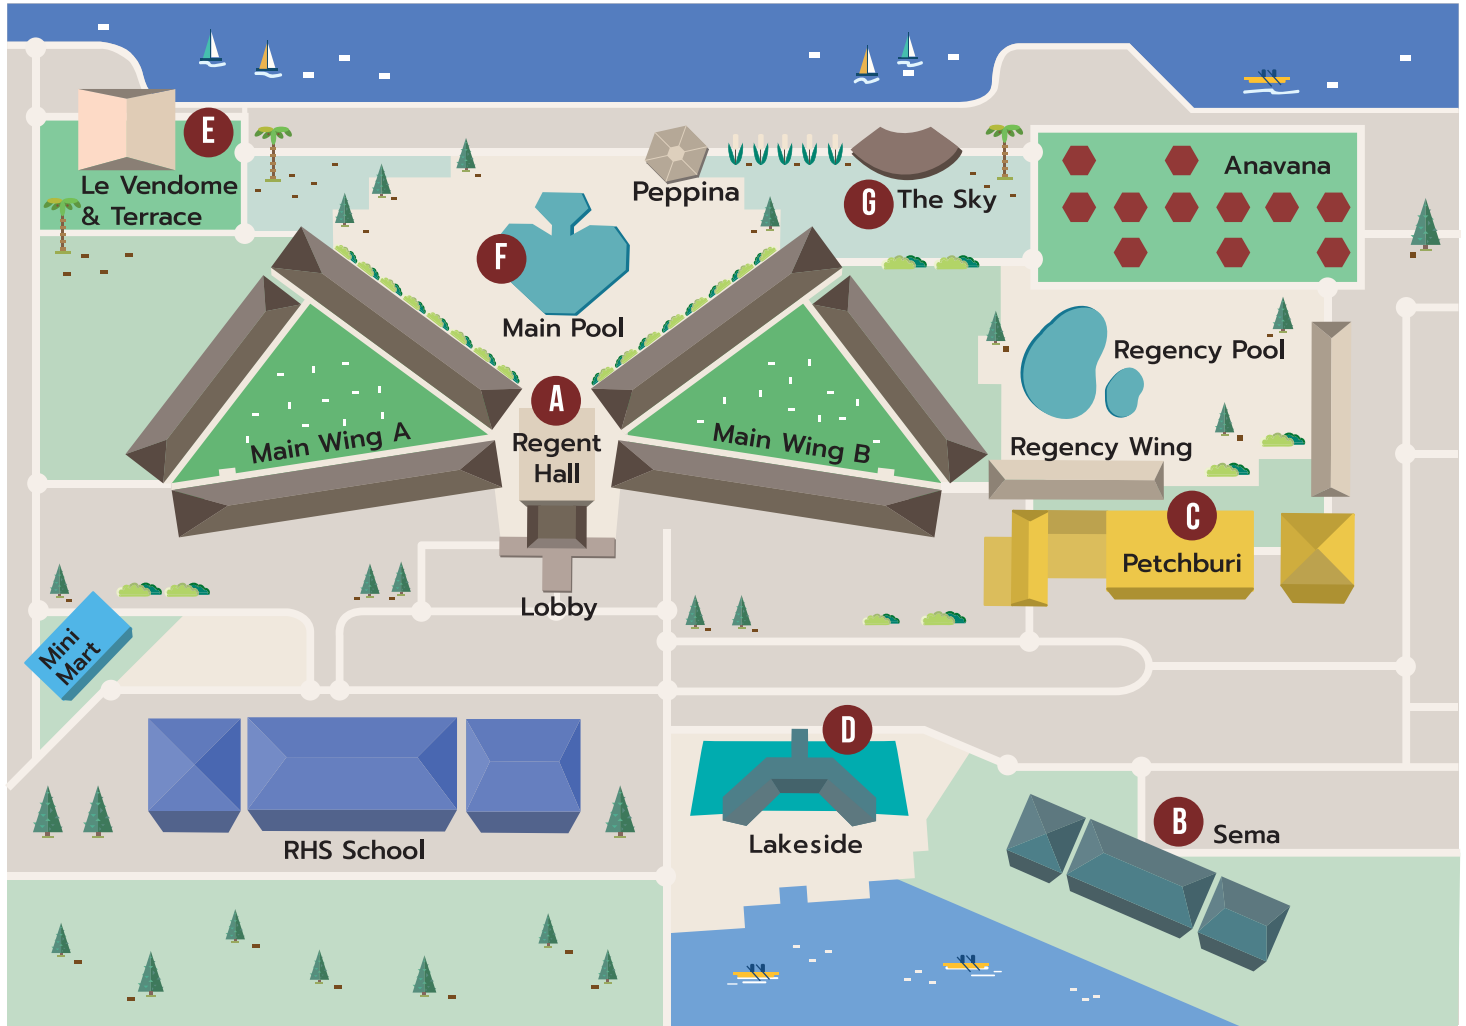 E
Le Vendome
& Terrace
Peppina
G
The Sky
Anavana
F
Main Pool
Regency Pool
A
Regent
Hall
Main Wing A
Main Wing B
Regency Wing
C
Petchburi
Lobby
Mini
Mart
RHS School
D
Lakeside
B
Sema